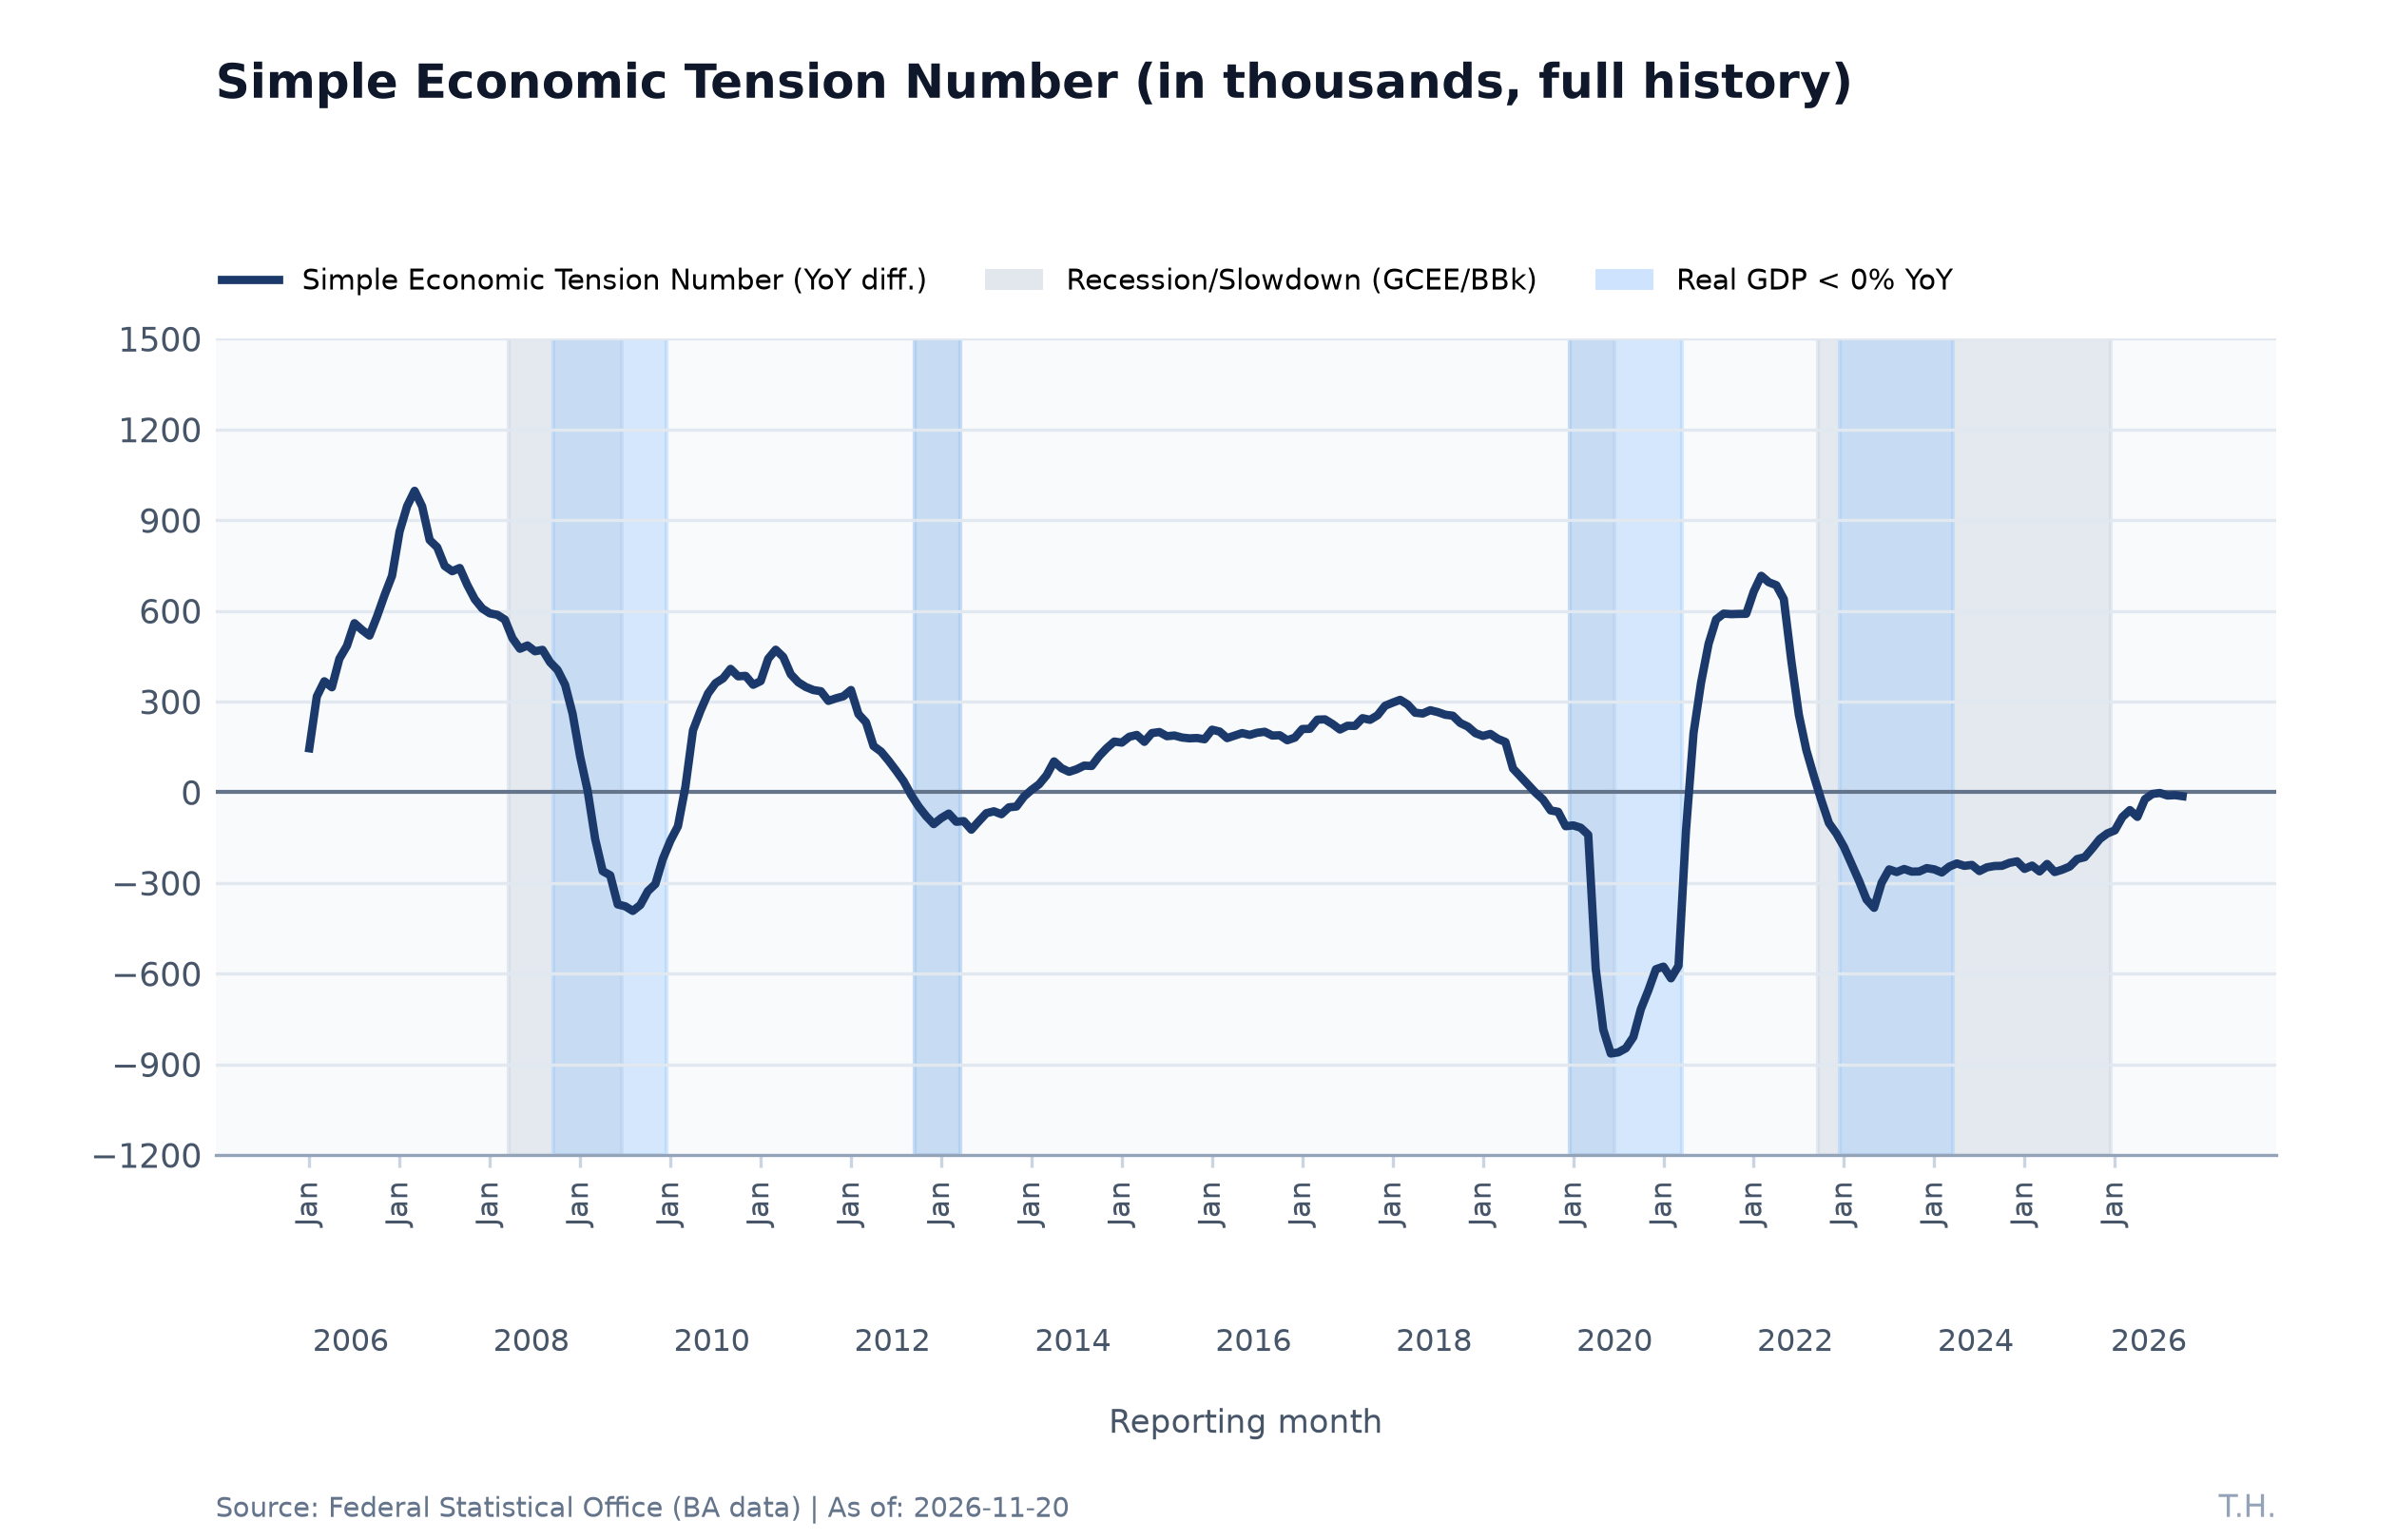 Simple Economic Tension Number (in thousands, full history)
Simple Economic Tension Number (YoY diff.) Recession/Slowdown (GCEE/BBk) Real GDP < 0% YoY
1500
1200
900
600
300
0
−300
−600
−900
−1200
Jan Jan Jan Jan Jan Jan Jan Jan Jan Jan Jan Jan Jan Jan Jan Jan Jan Jan Jan Jan Jan
2006 2008 2010 2012 2014 2016 2018 2020 2022 2024 2026
Reporting month
Source: Federal Statistical Office (BA data) | As of: 2026-11-20 T.H.